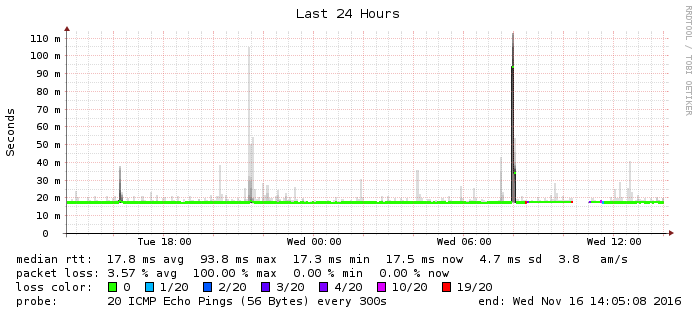 Last 24 Hours
RRDTOOL / TOBI OETIKER
Seconds
110 m
100 m
90 m
80 m
70 m
60 m
50 m
40 m
30 m
20 m
10 m
0
Tue 18:00 Wed 00:00 Wed 06:00 Wed 12:00
median rtt: 17.8 ms avg 93.8 ms max 17.3 ms min 17.5 ms now 4.7 ms sd 3.8 am/s
packet loss: 3.57 % avg 100.00 % max 0.00 % min 0.00 % now
loss color: 0 1/20 2/20 3/20 4/20 10/20 19/20
probe: 20 ICMP Echo Pings (56 Bytes) every 300s end: Wed Nov 16 14:05:08 2016